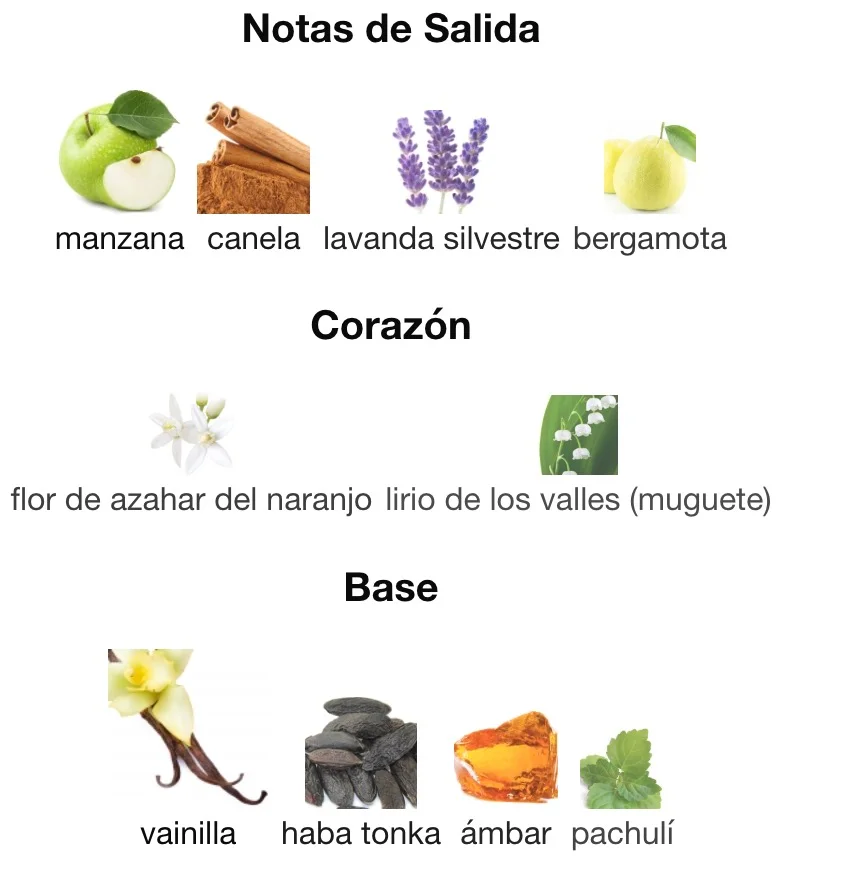 Notas de Salida
manzana canela lavanda silvestre bergamota
Corazón
flor de azahar del naranjo lirio de los valles (muguete)
Base
vainilla haba tonka ámbar pachulí